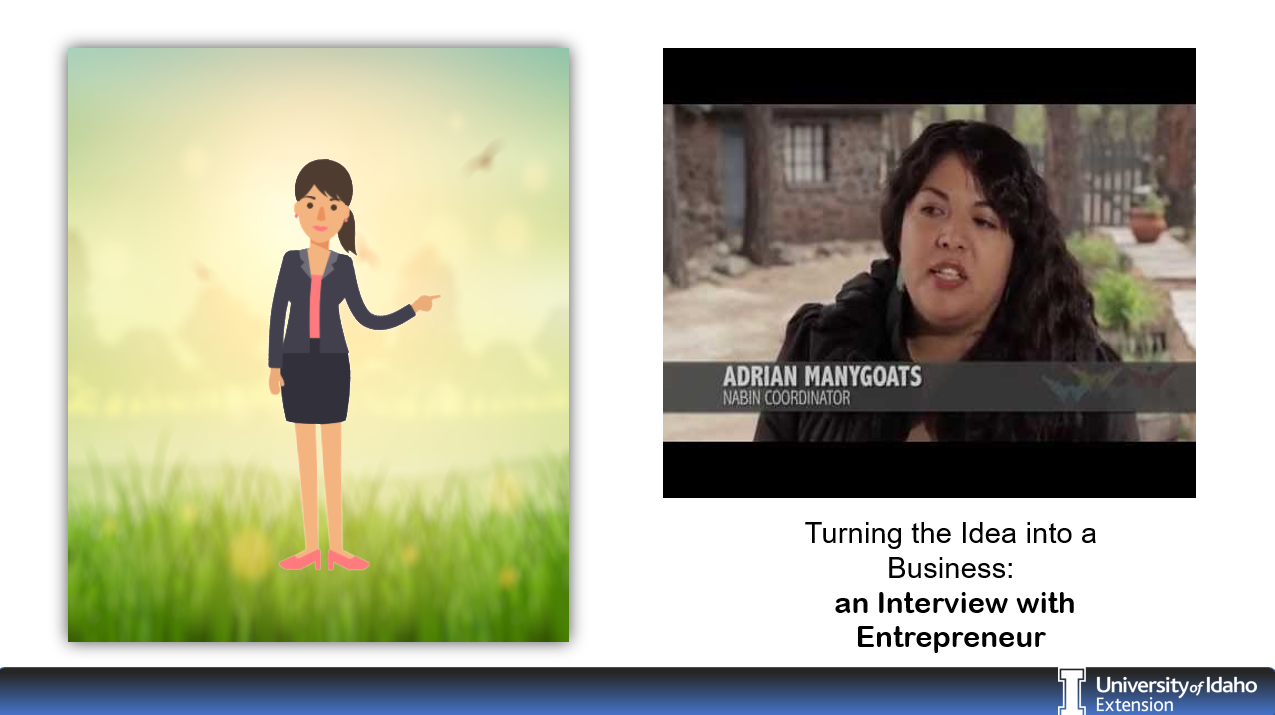 ADRIAN MANYGOATS
NABIN COORDINATOR
Turning the Idea into a
Business:
an Interview with
Entrepreneur
I
University of Idaho
Extension